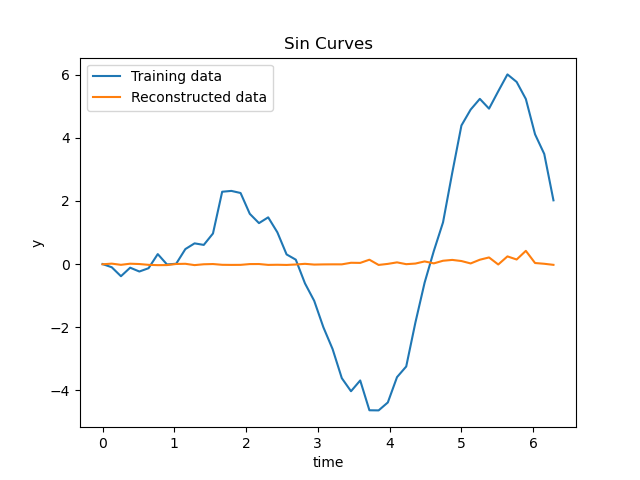 Sin Curves
Training data
Reconstructed data
6
4
2
0
−2
−4
y
0 1 2 3 4 5 6
time